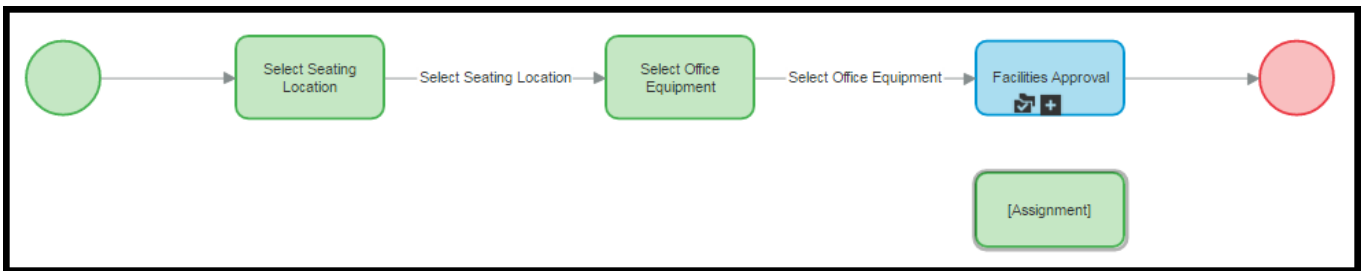 Select Seating
Location
Select Seating Location
Select Office
Equipment
Select Office Equipment
Facilities Approval
[Assignment]